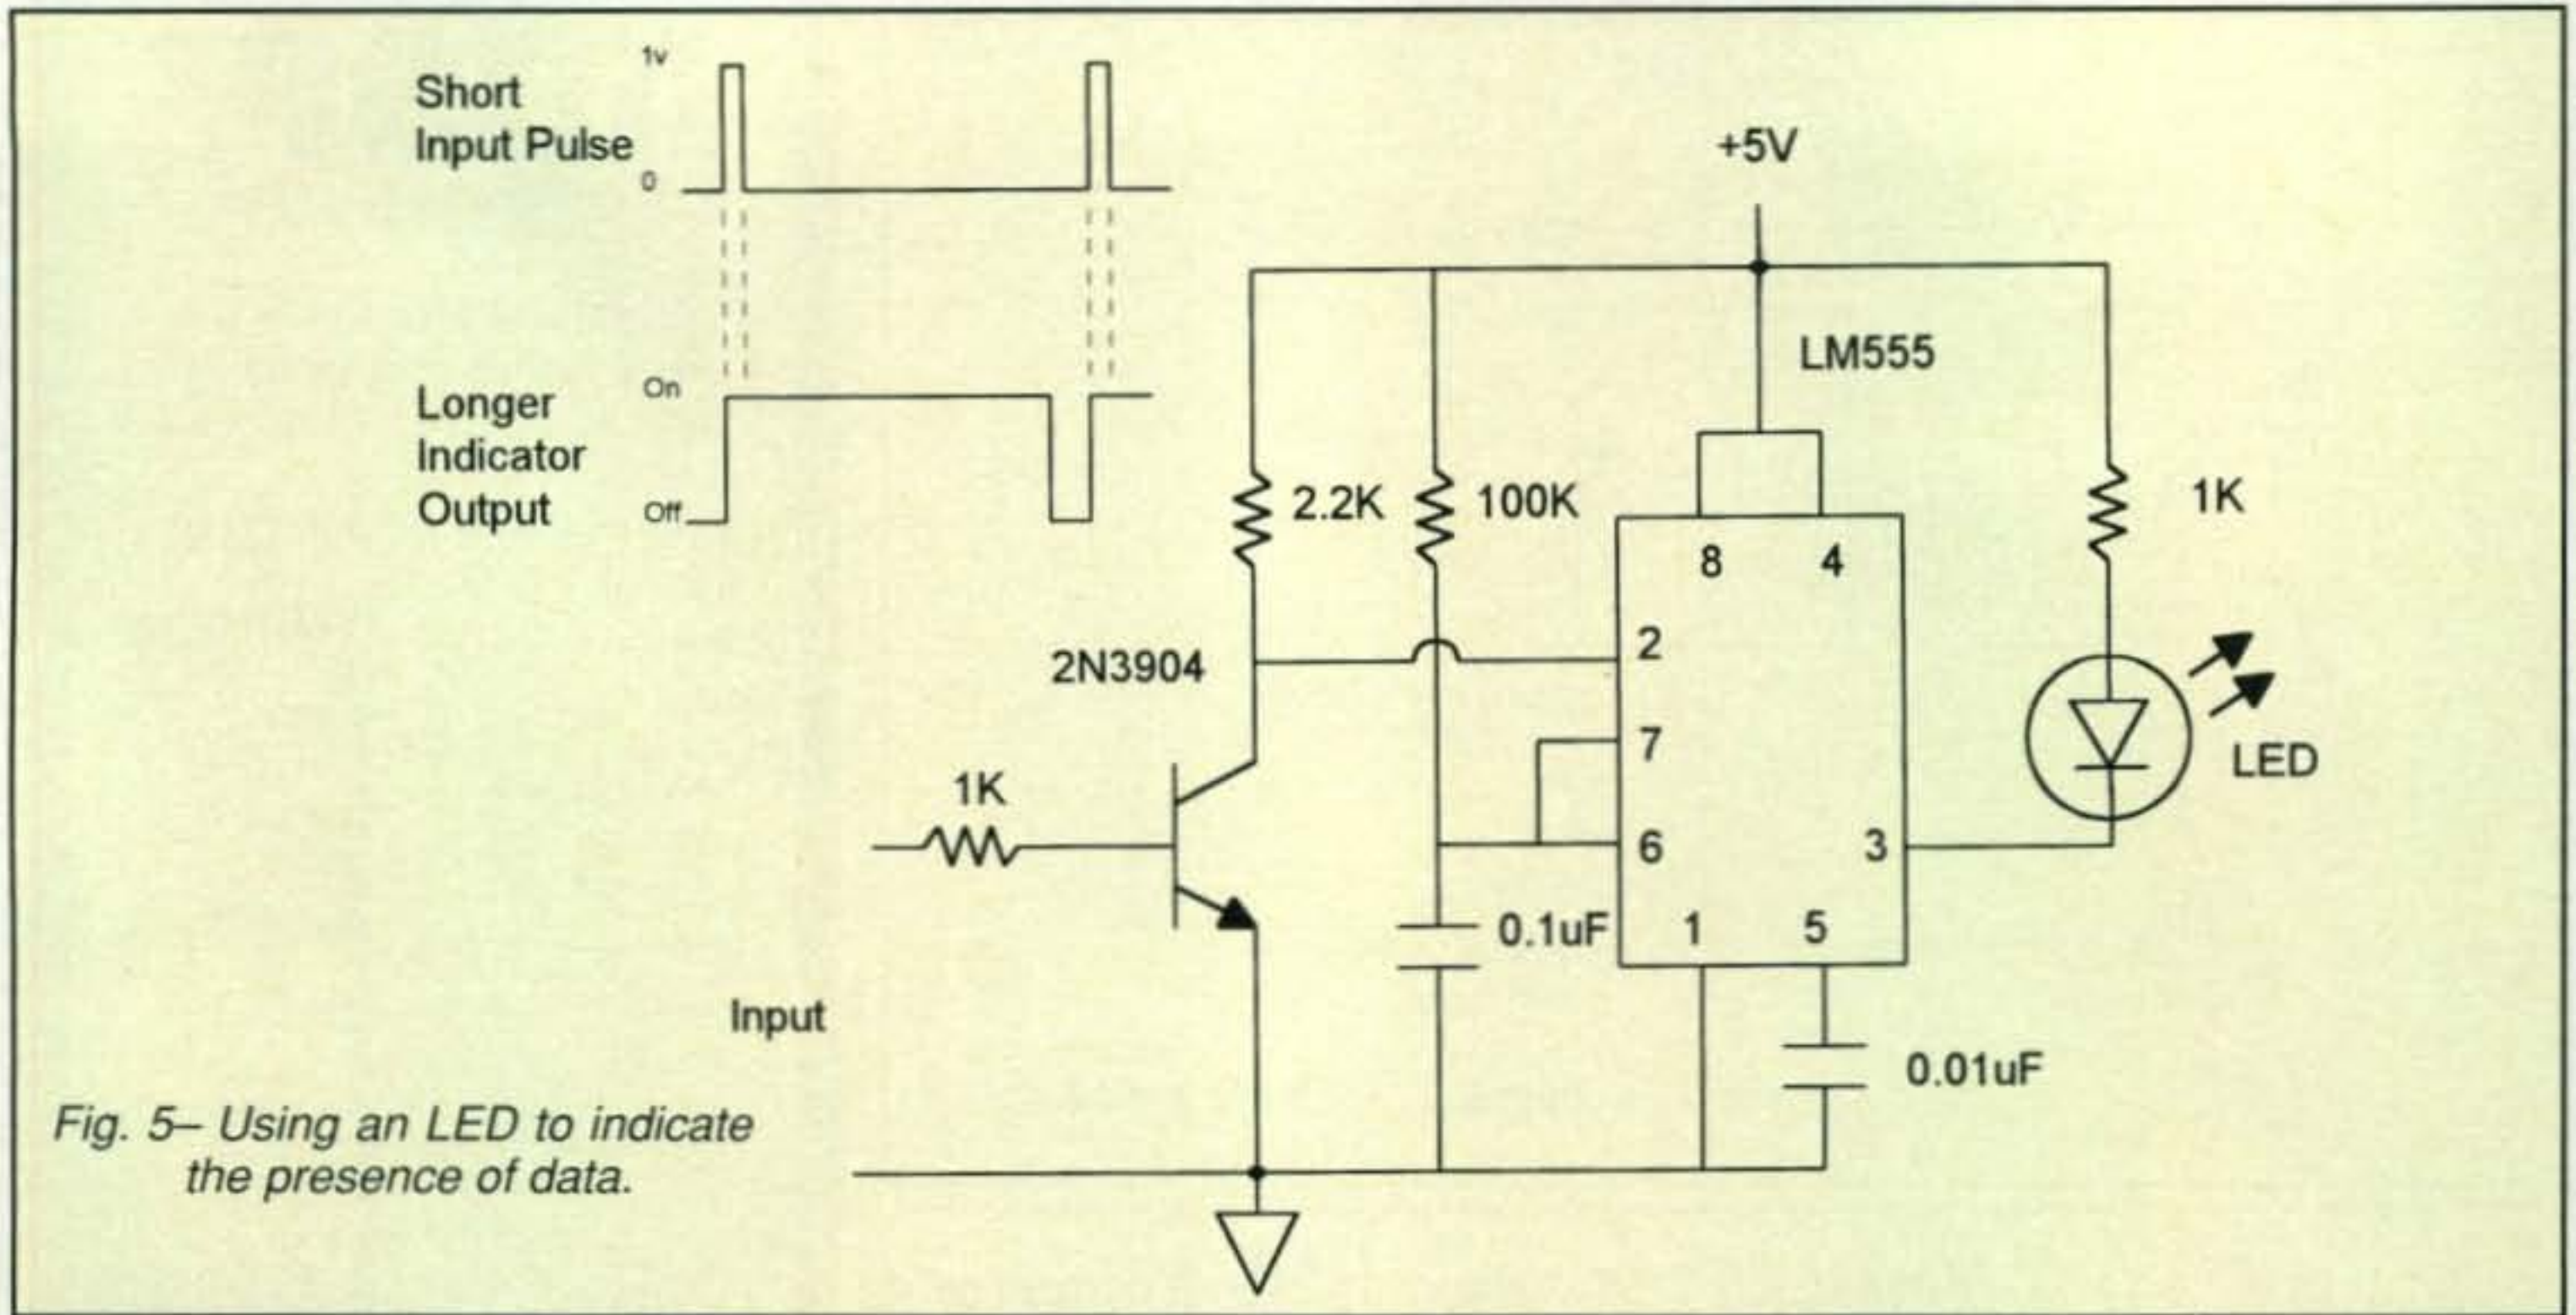 Short
Input Pulse
1v
0
Longer
Indicator
Output
On
Off
+5V
LM555
2.2K
100K
1K
8
4
2
7
6
3
1
5
2N3904
1K
LED
0.1uF
0.01uF
Input
Fig. 5– Using an LED to indicate
the presence of data.